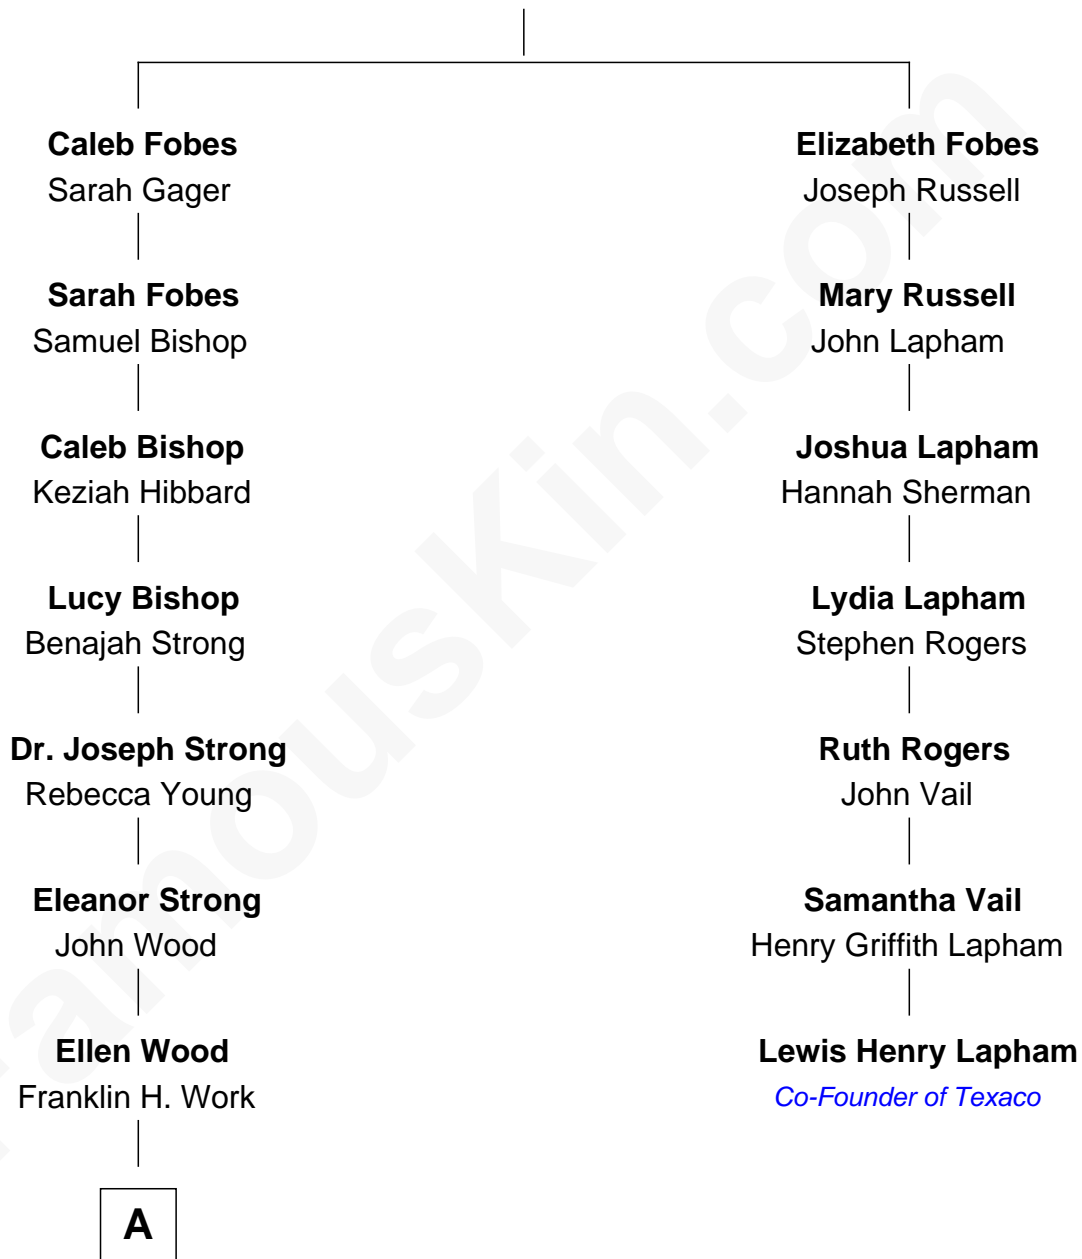 Caleb Fobes
Sarah Gager
Sarah Fobes
Samuel Bishop
Caleb Bishop
Keziah Hibbard
Lucy Bishop
Benajah Strong
Dr. Joseph Strong
Rebecca Young
Eleanor Strong
John Wood
Ellen Wood
Franklin H. Work
A
Elizabeth Fobes
Joseph Russell
Mary Russell
John Lapham
Joshua Lapham
Hannah Sherman
Lydia Lapham
Stephen Rogers
Ruth Rogers
John Vail
Samantha Vail
Henry Griffith Lapham
Lewis Henry Lapham
Co-Founder of Texaco
FamousKin.com